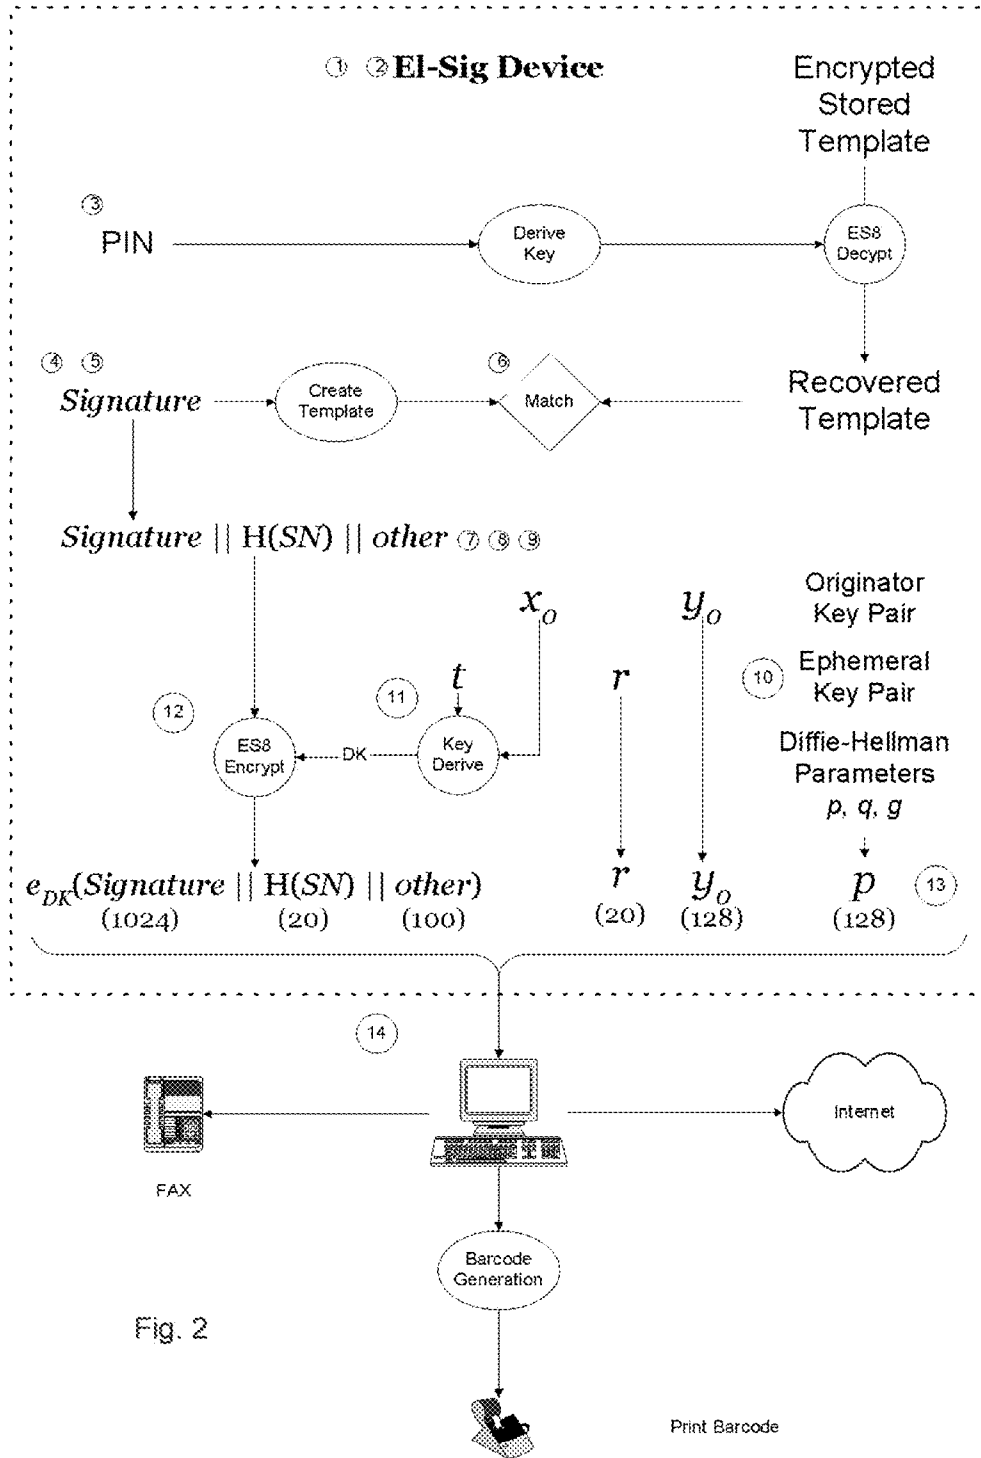 ① ② El-Sig Device
Encrypted
Stored
Template
③
PIN
Derive
Key
ES8
Decypt
④ ⑤
Signature
Create
Template
⑥
Match
Recovered
Template
Signature || H(SN) || other ⑦ ⑧ ⑨
x_o
y_o
Originator
Key Pair
t
r
10
Ephemeral
Key Pair
11
12
ES8
Encrypt
DK
Key
Derive
Diffie-Hellman
Parameters
p, q, g
e_DK(Signature || H(SN) || other)
(1024) (20) (100)
r
(20)
y_o
(128)
p
(128)
13
14
FAX
Internet
Barcode
Generation
Fig. 2
Print Barcode